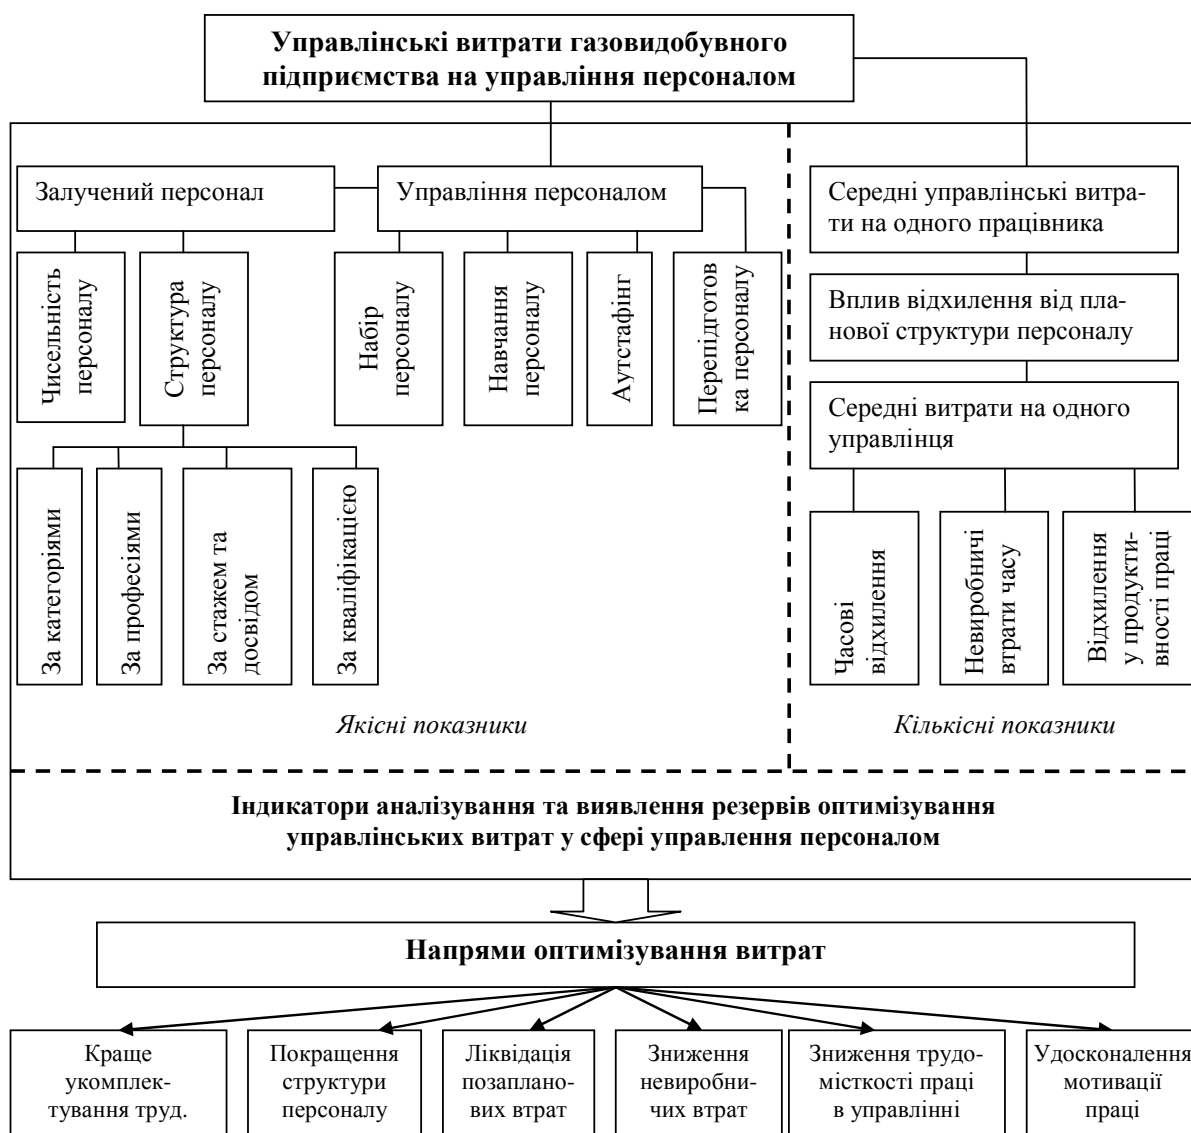 Управлінські витрати газовидобувного
підприємства на управління персоналом
Залучений персонал
Управління персоналом
Середні управлінські витра-
ти на одного працівника
Чисельність
персоналу
Структура
персоналу
Набір
персоналу
Навчання
персоналу
Аутстафінг
Перепідготов
ка персоналу
Вплив відхилення від пла-
нової структури персоналу
Середні витрати на одного
управлінця
За категоріями
За професіями
За стажем та
досвідом
За кваліфікацією
Часові
відхилення
Невиробничі
втрати часу
Відхилення
у продукти-
вності праці
Якісні показники
Кількісні показники
Індикатори аналізування та виявлення резервів оптимізування
управлінських витрат у сфері управлення персоналом
Напрями оптимізування витрат
Краще
укомплек-
тування труд.
Покращення
структури
персоналу
Ліквідація
позаплано-
вих втрат
Зниження
невиробни-
чих втрат
Зниження трудо-
місткості праці
в управлінні
Удосконалення
мотивації
праці